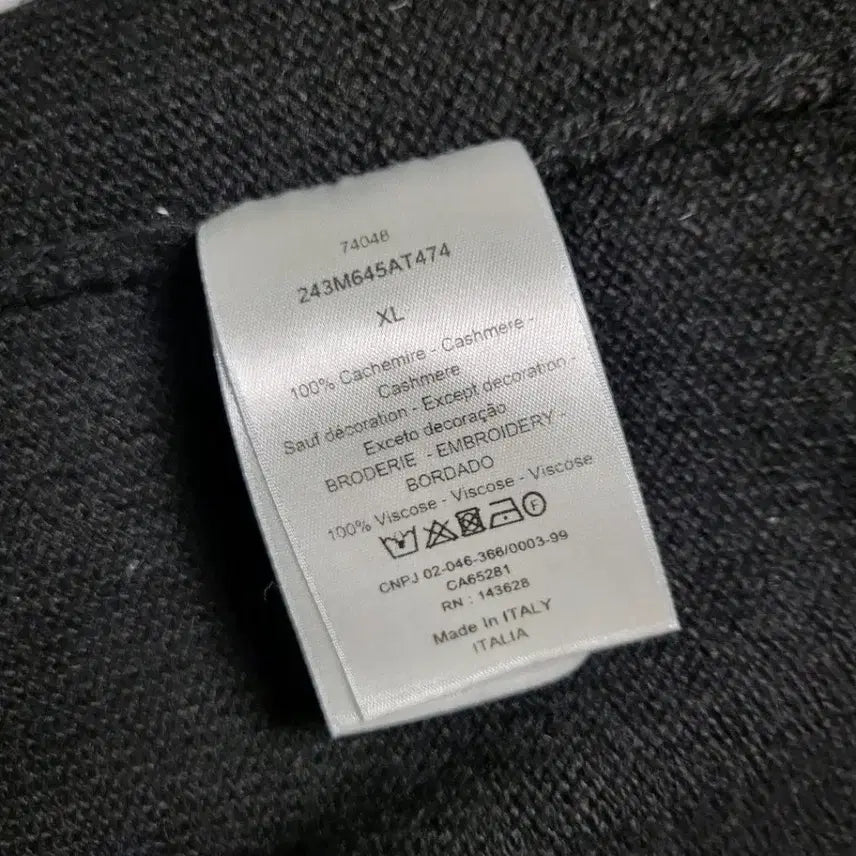 74048
243M645AT474
XL
100% Cachemire - Cashmere -
Cashmere
Sauf décoration - Except decoration -
Exceto decoração
BRODERIE - EMBROIDERY -
BORDADO
100% Viscose - Viscose - Viscose
F
CNPJ 02-046-366/0003-99
CA65281
RN : 143628
Made in ITALY
ITALIA